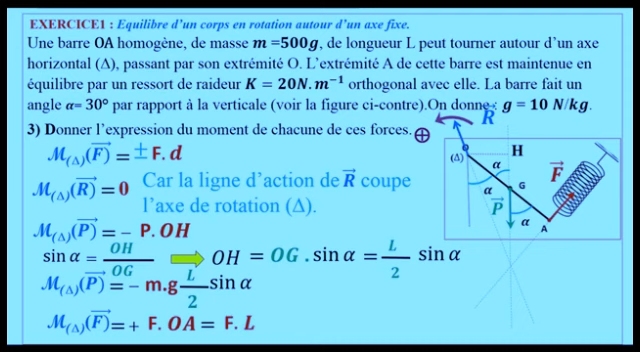 EXERCICE1 : Equilibre d'un corps en rotation autour d'un axe fixe.
Une barre OA homogène, de masse m =500g, de longueur L peut tourner autour d'un axe
horizontal (Δ), passant par son extrémité O. L'extrémité A de cette barre est maintenue en
équilibre par un ressort de raideur K = 20N.m⁻¹ orthogonal avec elle. La barre fait un
angle α= 30° par rapport à la verticale (voir la figure ci-contre).On donne : g = 10 N/kg.
3) Donner l'expression du moment de chacune de ces forces.
ℳ(Δ)(F⃗) = ± F. d
ℳ(Δ)(R⃗) = 0 Car la ligne d'action de R⃗ coupe
l'axe de rotation (Δ).
ℳ(Δ)(P⃗) = − P. OH
sin α = OH/OG ⇒ OH = OG . sin α = L/2 sin α
ℳ(Δ)(P⃗) = − m.g L/2 sin α
ℳ(Δ)(F⃗)= + F. OA = F. L
⊕ R⃗
(Δ) O H
α F⃗
α G
P⃗
α A